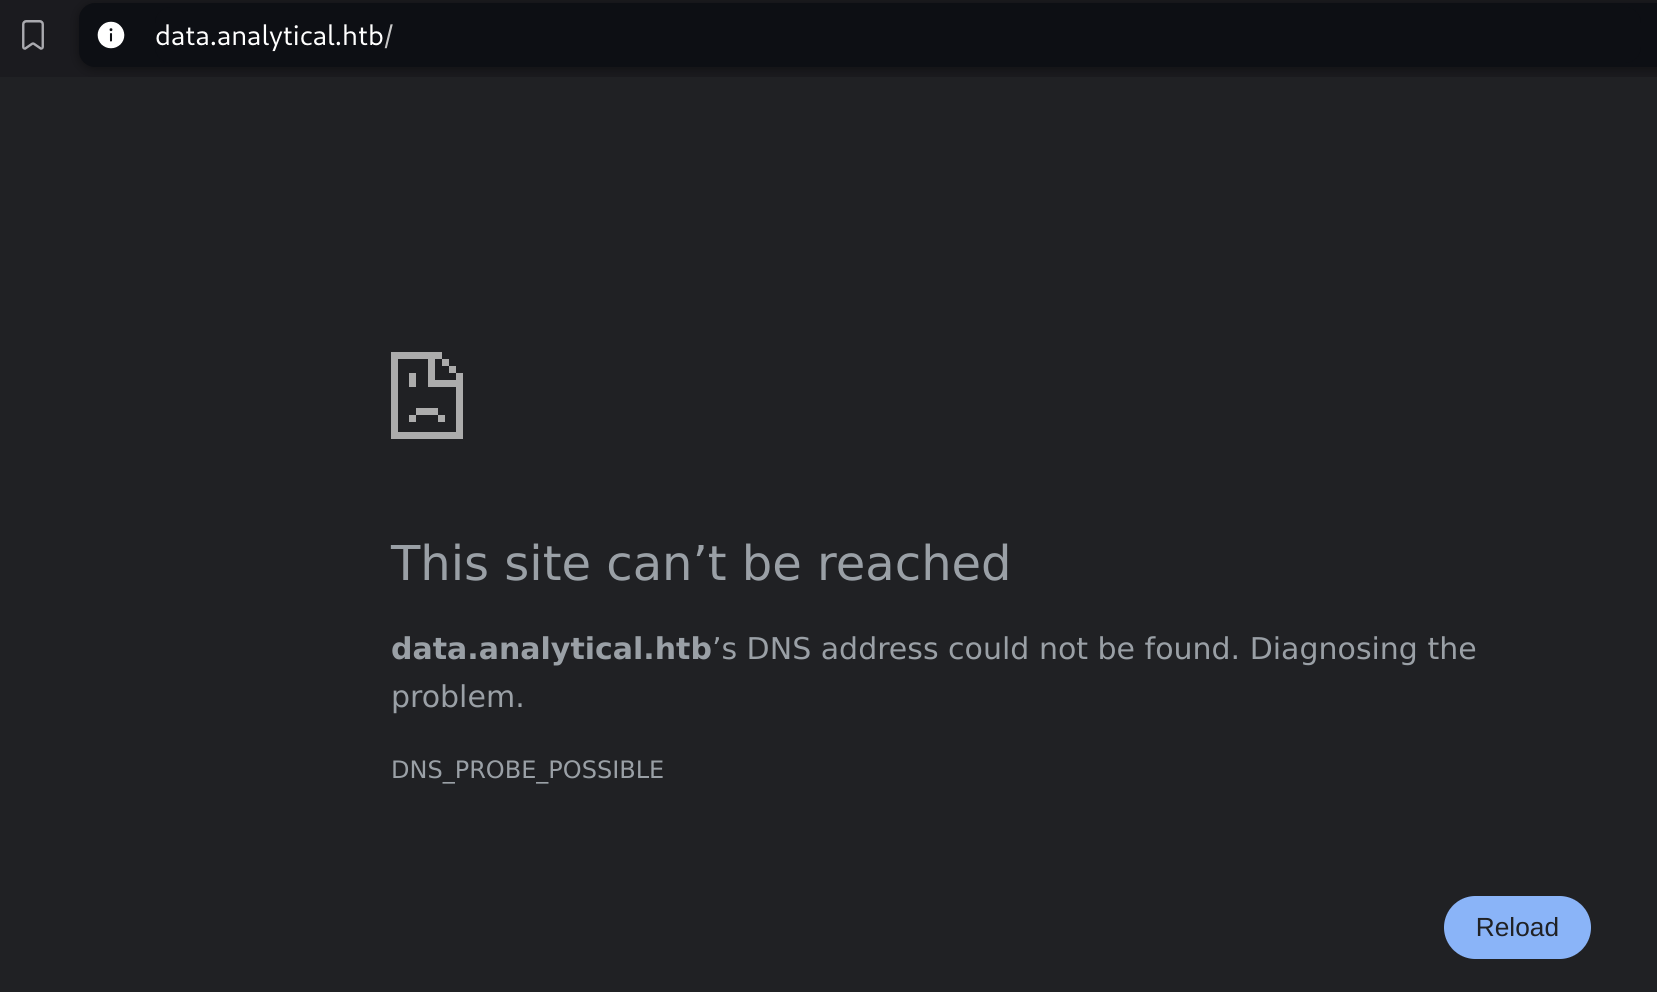 data.analytical.htb/
This site can’t be reached
data.analytical.htb’s DNS address could not be found. Diagnosing the
problem.
DNS_PROBE_POSSIBLE
Reload